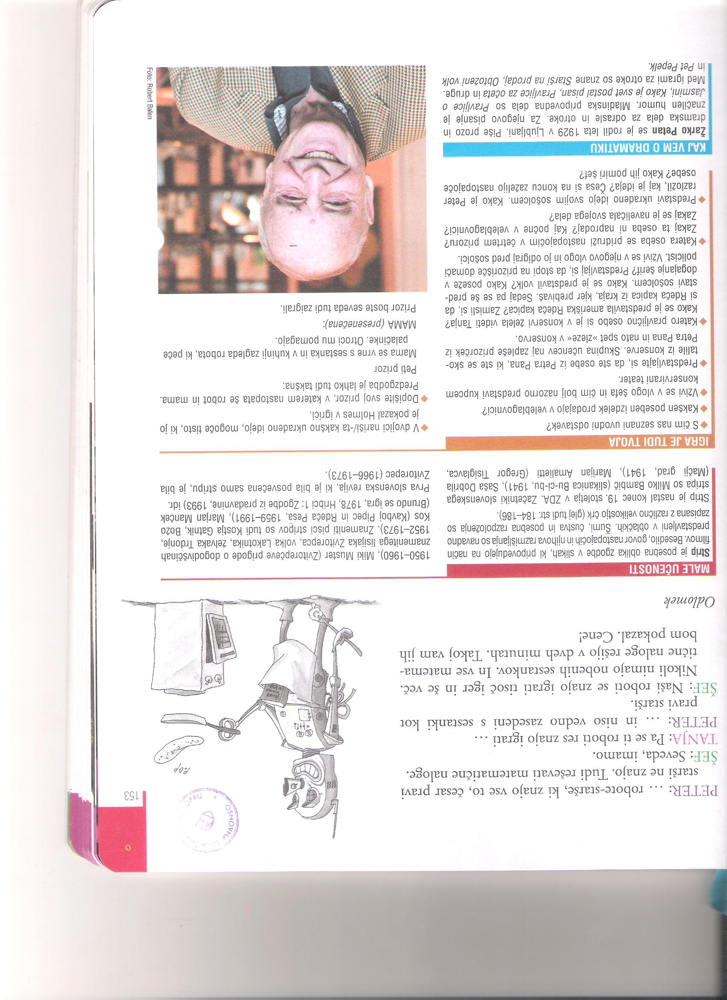 153
PETER: … robote-starše, ki znajo vse to, česar pravi
starši ne znajo. Tudi reševati matematične naloge.
ŠEF: Seveda, imamo.
TANJA: Pa se ti roboti res znajo igrati …
PETER: … in niso vedno zasedeni s sestanki kot
pravi starši.
ŠEF: Naši roboti se znajo igrati tisoč iger in še več.
Nikoli nimajo nobenih sestankov. In vse matema-
tične naloge rešijo v dveh minutah. Takoj vam jih
bom pokazal. Cene!
Odlomek
OSNOVNA ŠOLA
MALE UČENOSTI
Strip je posebna oblika zgodbe v slikah, ki pripovedujejo na način
filmov. Besedilo, govor nastopajočih in njihova razmišljanja so navadno
predstavljeni v oblačkih. Šumi, čustva in posebna razpoloženja so
zapisana z različno velikostjo črk (glej tudi str. 184–186).
Strip je nastal konec 19. stoletja v ZDA. Začetniki slovenskega
stripa so Milko Bambič (slikanica Bu-ci-bu, 1941), Saša Dobrila
(Mačji grad, 1941), Marijan Amalietti (Gregor Tisiglavca,
1950–1960), Miki Muster (Zvitorepčeve prigode o dogodivščinah
znamenitega lisjaka Zvitorepca, volka Lakotnika, želvaka Trdonje,
1952–1973). Znameniti pisci stripov so tudi Kostja Gatnik, Božo
Kos (Kavboj Pipec in Rdeča Pesa, 1959–1991), Marjan Manček
(Brundo se igra, 1978, Hribci 1: Zgodbe iz pradavnine, 1993) idr.
Prva slovenska revija, ki je bila posvečena samo stripu, je bila
Zvitorepec (1966–1973).
IGRA JE TUDI TVOJA
◆ S čim nas seznani uvodni odstavek?
◆ Kakšen poseben izdelek prodajajo v veleblagovnici?
◆ Vživi se v vlogo šefa in čim bolj nazorno predstavi kupcem
konservirani teater.
◆ Predstavljajte si, da ste osebe iz Petra Pana, ki ste se sko-
talile iz konserve. Skupina učencev naj zapleše prizorček iz
Petra Pana in nato spet »zleze« v konservo.
◆ Katero pravljično osebo si je v konservi želela videti Tanja?
Kako se je predstavila ameriška Rdeča kapica? Zamisli si, da
si Rdeča kapica iz kraja, kjer prebivaš. Sedaj pa se še pred-
stavi sošolcem. Kako se je predstavil volk? Kako poseže v
dogajanje šerif? Predstavljaj si, da stopi na prizorišče domači
policist. Vživi se v njegovo vlogo in jo odigraj pred sošolci.
◆ Katera oseba se pridruži nastopajočim v četrtem prizoru?
Zakaj ta oseba ni naprodaj? Kaj počne v veleblagovnici?
Zakaj se je naveličala svojega dela?
◆ Predstavi ukradeno idejo svojim sošolcem. Kako je Peter
razložil, kaj je ideja? Česa si na koncu zaželijo nastopajoče
osebe? Kako jih pomiri šef?
◆ V dvojici nariši/-ta kakšno ukradeno idejo, mogoče tisto, ki jo
je pokazal Holmes v igrici.
◆ Dopišite svoj prizor, v katerem nastopata še robot in mama.
Predzgodba je lahko tudi takšna:
Peti prizor
Mama se vrne s sestanka in v kuhinji zagleda robota, ki peče
palačinke. Otroci mu pomagajo.
MAMA (presenečena):
Prizor boste seveda tudi zaigrali.
KAJ VEM O DRAMATIKU
Žarko Petan se je rodil leta 1929 v Ljubljani. Piše prozo in
dramska dela za odrasle in otroke. Za njegovo pisanje je
značilen humor. Mladinska pripovedna dela so Pravljice o
Jasmini, Kako je svet postal pisan, Pravljice za očeta in druge.
Med igrami za otroke so znane Starši na prodaj, Obtoženi volk
in Pet Pepelk.
Foto: Robert Balen